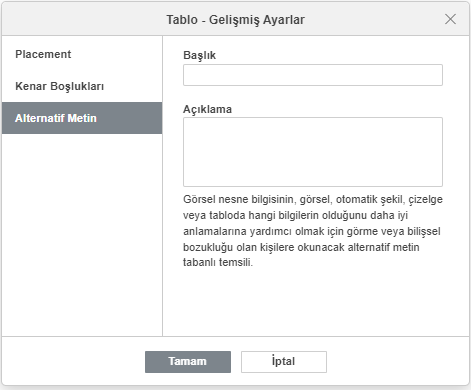 Tablo - Gelişmiş Ayarlar
Placement
Kenar Boşlukları
Alternatif Metin
Başlık
Açıklama
Görsel nesne bilgisinin, görsel, otomatik şekil, çizelge
veya tabloda hangi bilgilerin olduğunu daha iyi
anlamalarına yardımcı olmak için görme veya bilişsel
bozukluğu olan kişilere okunacak alternatif metin
tabanlı temsili.
Tamam
İptal